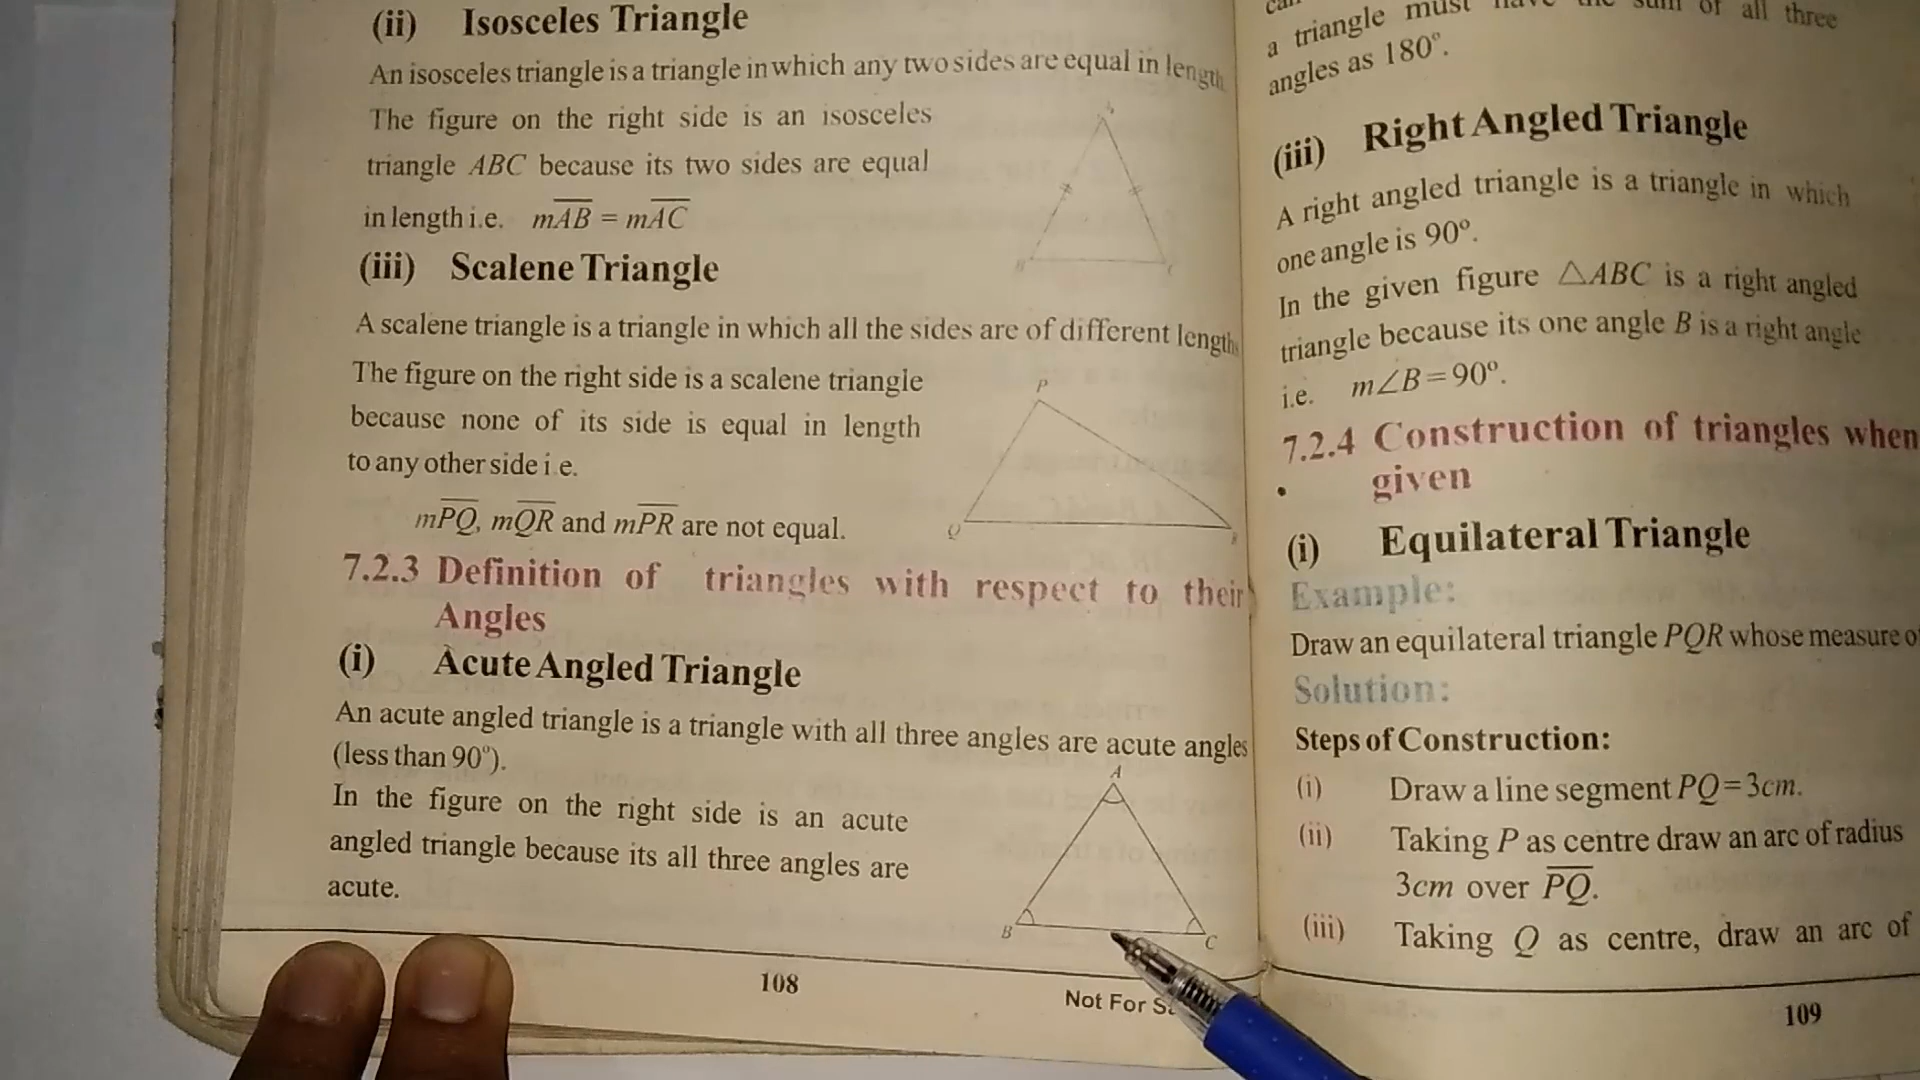 (ii) Isosceles Triangle
An isosceles triangle is a triangle in which any two sides are equal in length
The figure on the right side is an isosceles
triangle ABC because its two sides are equal
in length i.e. mAB = mAC
A
B C
(iii) Scalene Triangle
A scalene triangle is a triangle in which all the sides are of different lengths
The figure on the right side is a scalene triangle
because none of its side is equal in length
to any other side i.e.
mPQ, mQR and mPR are not equal.
P
Q R
7.2.3 Definition of triangles with respect to their
Angles
(i) Acute Angled Triangle
An acute angled triangle is a triangle with all three angles are acute angles
(less than 90°).
In the figure on the right side is an acute
angled triangle because its all three angles are
acute.
A
B C
108
Not For
a triangle must have the sum of all three
angles as 180°.
(iii) Right Angled Triangle
A right angled triangle is a triangle in which
one angle is 90°.
In the given figure △ABC is a right angled
triangle because its one angle B is a right angle
i.e. m∠B=90°.
7.2.4 Construction of triangles when
given
(i) Equilateral Triangle
Example:
Draw an equilateral triangle PQR whose measure
Solution:
Steps of Construction:
(i) Draw a line segment PQ=3cm.
(ii) Taking P as centre draw an arc of radius
3cm over PQ.
(iii) Taking Q as centre, draw an arc of
109